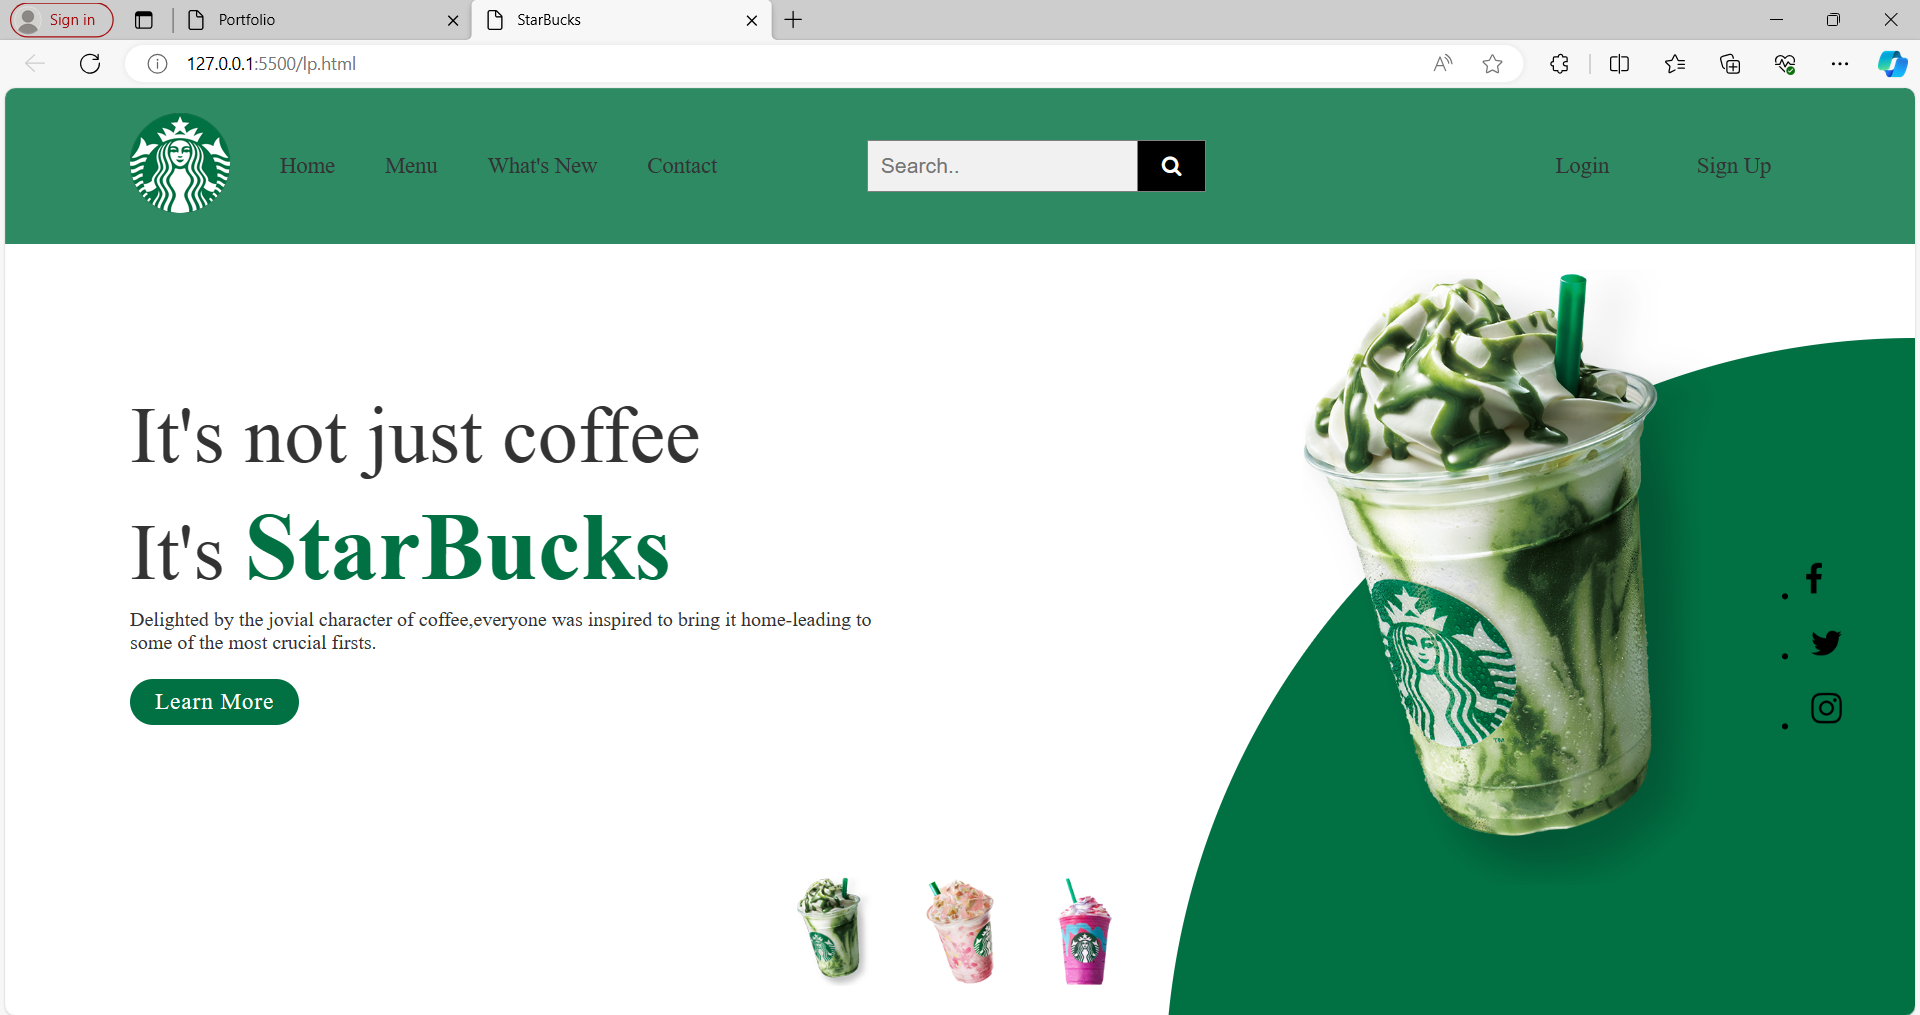 Sign in
Portfolio
StarBucks
127.0.0.1:5500/lp.html
Home Menu What's New Contact Search.. Login Sign Up
It's not just coffee
It's StarBucks
Delighted by the jovial character of coffee,everyone was inspired to bring it home-leading to
some of the most crucial firsts.
Learn More
TM